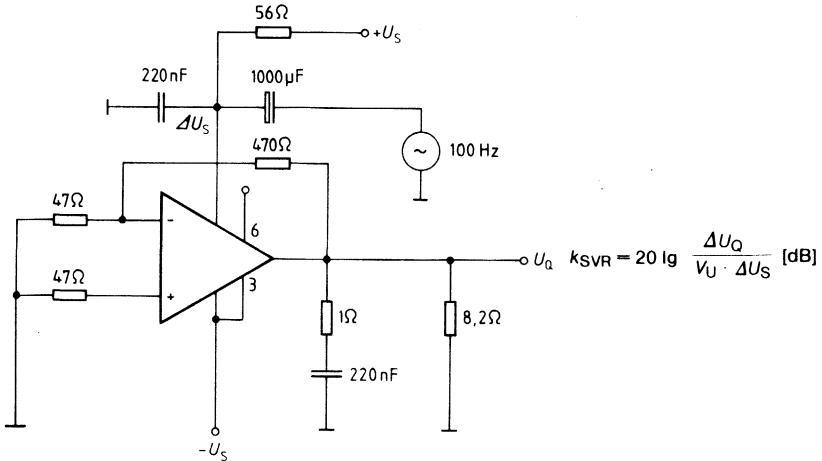 56Ω
+U_S
220nF
1000µF
ΔU_S
470Ω
~
100 Hz
47Ω
-
6
47Ω
+
3
U_Q
k_SVR = 20 lg ΔU_Q / V_U · ΔU_S [dB]
1Ω
8,2Ω
220nF
-U_S